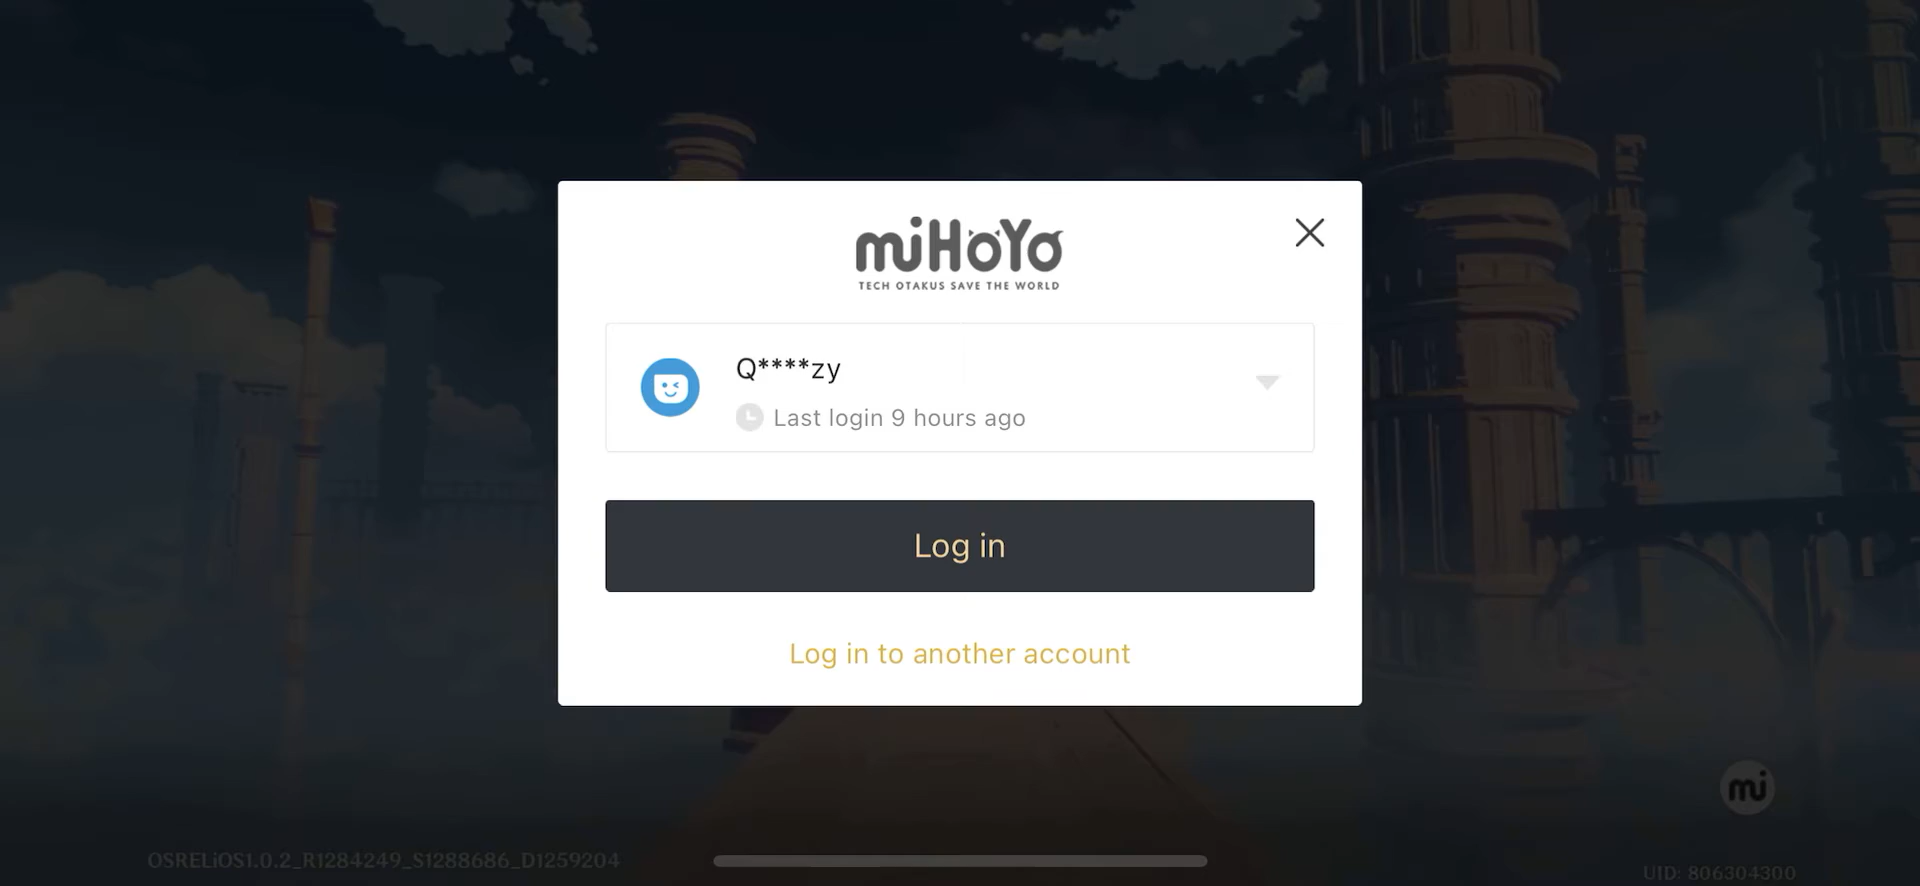 miHoYo
TECH OTAKUS SAVE THE WORLD
Q****zy
Last login 9 hours ago
Log in
Log in to another account
mi
OSRELiOS1.0.2_R1284249_S1288686_D1259204
UID: 806304300